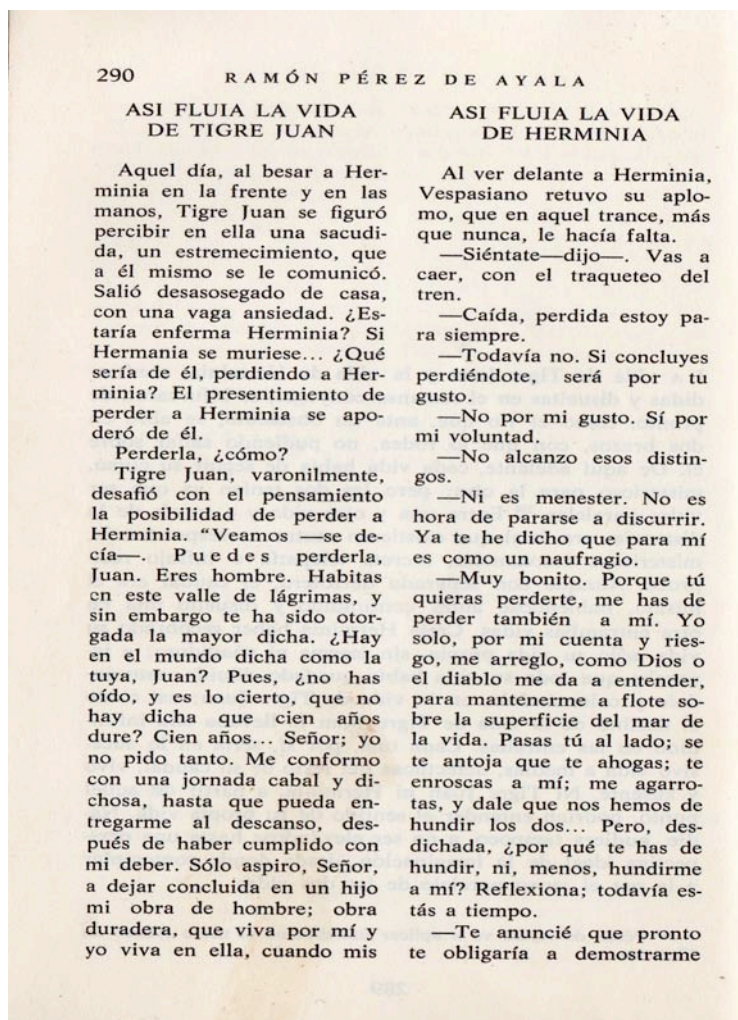 290
RAMÓN PÉREZ DE AYALA
ASI FLUIA LA VIDA
DE TIGRE JUAN
Aquel día, al besar a Her-
minia en la frente y en las
manos, Tigre Juan se figuró
percibir en ella una sacudi-
da, un estremecimiento, que
a él mismo se le comunicó.
Salió desasosegado de casa,
con una vaga ansiedad. ¿Es-
taría enferma Herminia? Si
Hermania se muriese... ¿Qué
sería de él, perdiendo a Her-
minia? El presentimiento de
perder a Herminia se apo-
deró de él.
Perderla, ¿cómo?
Tigre Juan, varonilmente,
desafió con el pensamiento
la posibilidad de perder a
Herminia. "Veamos —se de-
cía—. Puedes perderla,
Juan. Eres hombre. Habitas
en este valle de lágrimas, y
sin embargo te ha sido otor-
gada la mayor dicha. ¿Hay
en el mundo dicha como la
tuya, Juan? Pues, ¿no has
oído, y es lo cierto, que no
hay dicha que cien años
dure? Cien años... Señor; yo
no pido tanto. Me conformo
con una jornada cabal y di-
chosa, hasta que pueda en-
tregarme al descanso, des-
pués de haber cumplido con
mi deber. Sólo aspiro, Señor,
a dejar concluida en un hijo
mi obra de hombre; obra
duradera, que viva por mí y
yo viva en ella, cuando mis
ASI FLUIA LA VIDA
DE HERMINIA
Al ver delante a Herminia,
Vespasiano retuvo su aplo-
mo, que en aquel trance, más
que nunca, le hacía falta.
—Siéntate—dijo—. Vas a
caer, con el traqueteo del
tren.
—Caída, perdida estoy pa-
ra siempre.
—Todavía no. Si concluyes
perdiéndote, será por tu
gusto.
—No por mi gusto. Sí por
mi voluntad.
—No alcanzo esos distin-
gos.
—Ni es menester. No es
hora de pararse a discurrir.
Ya te he dicho que para mí
es como un naufragio.
—Muy bonito. Porque tú
quieras perderte, me has de
perder también a mí. Yo
solo, por mi cuenta y ries-
go, me arreglo, como Dios o
el diablo me da a entender,
para mantenerme a flote so-
bre la superficie del mar de
la vida. Pasas tú al lado; se
te antoja que te ahogas; te
enroscas a mí; me agarro-
tas, y dale que nos hemos de
hundir los dos... Pero, des-
dichada, ¿por qué te has de
hundir, ni, menos, hundirme
a mí? Reflexiona; todavía es-
tás a tiempo.
—Te anuncié que pronto
te obligaría a demostrarme